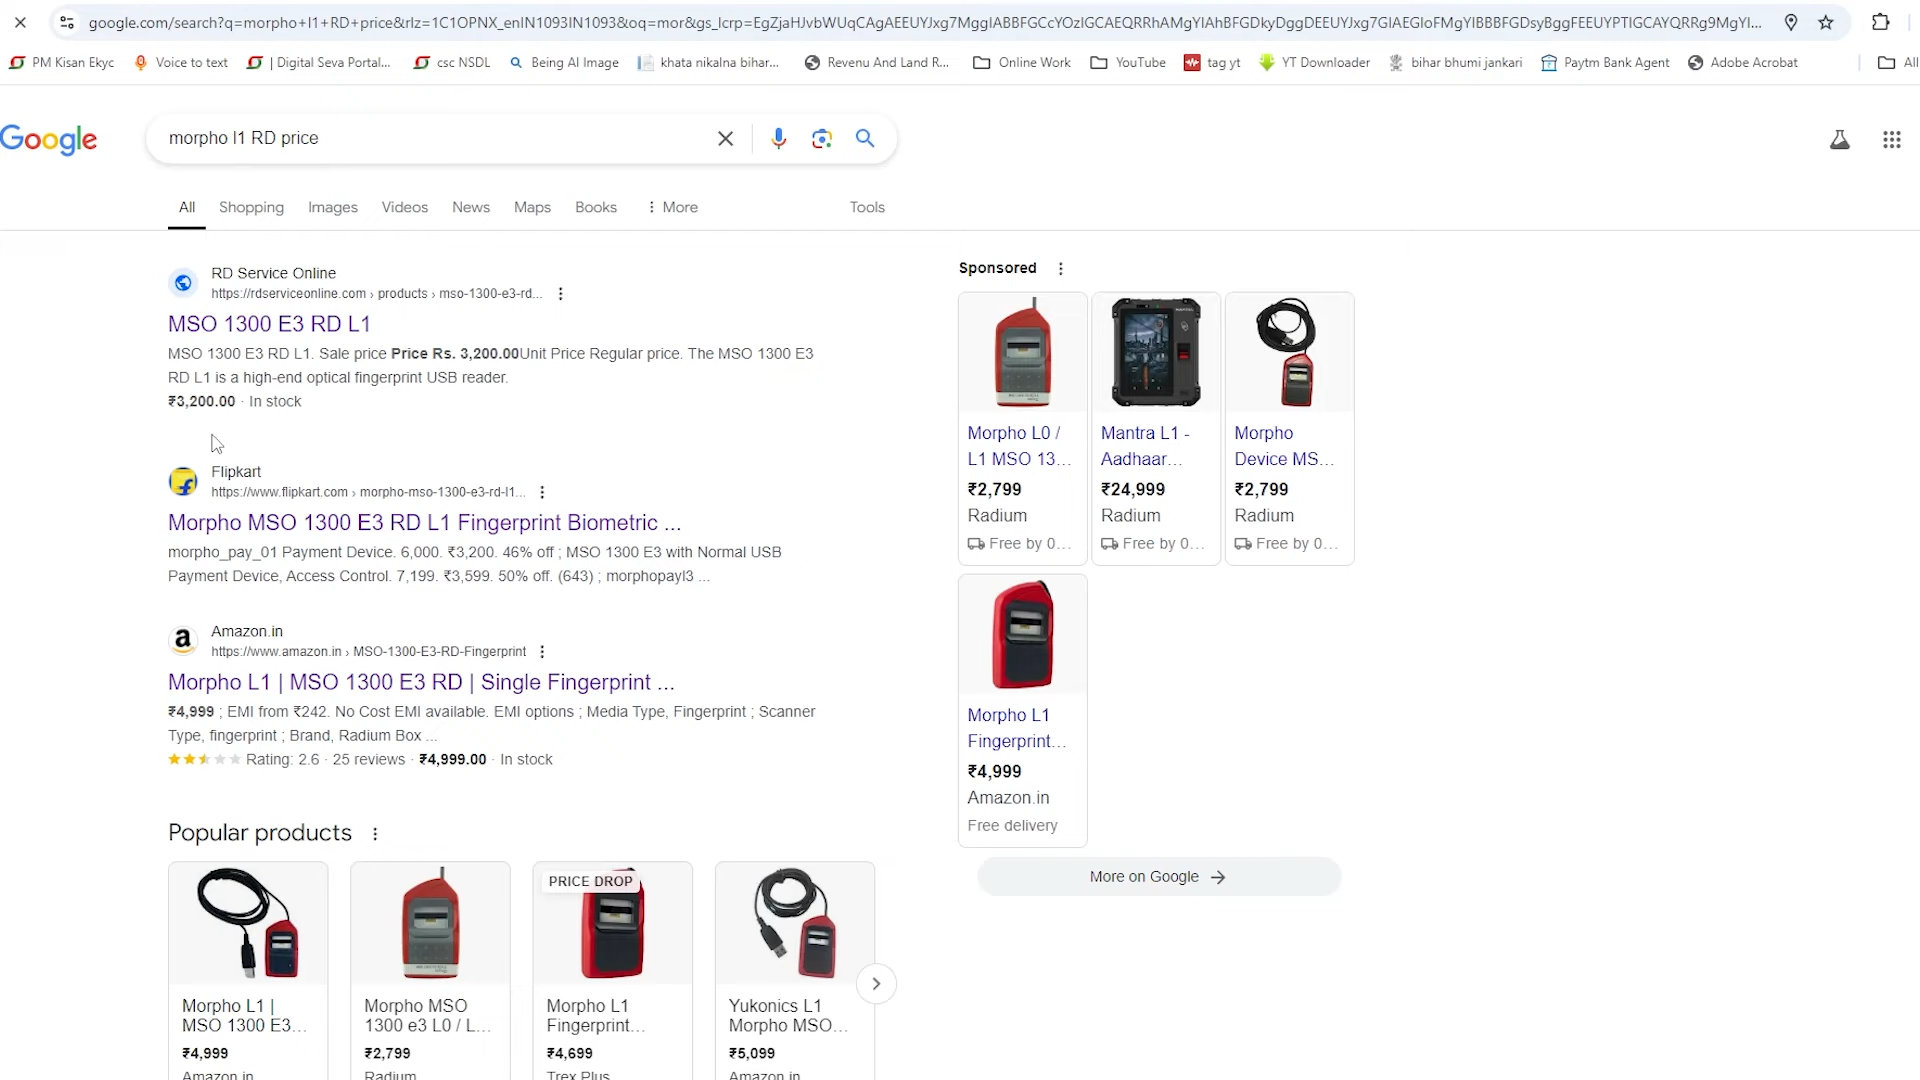 google.com/search?q=morpho+l1+RD+price&rlz=1C1OPNX_enIN1093IN1093&oq=mor&gs_lcrp=
PM Kisan Egyc
Voice to text
| Digital Seva Portal...
csc NSDL
Being AI Image
khata nikalna bihar...
Revenu And Land R...
Online Work
YouTube
tag yt
YT Downloader
bihar bhumi jankari
Paytm Bank Agent
Adobe Acrobat
All
Google
morpho l1 RD price
All
Shopping
Images
Videos
News
Maps
Books
More
Tools
RD Service Online
https://rdserviceonline.com › products › mso-1300-e3-rd...
MSO 1300 E3 RD L1
MSO 1300 E3 RD L1. Sale price Price Rs. 3,200.00Unit Price Regular price. The MSO 1300 E3
RD L1 is a high-end optical fingerprint USB reader.
₹3,200.00 · In stock
Flipkart
https://www.flipkart.com › morpho-mso-1300-e3-rd-l1...
Morpho MSO 1300 E3 RD L1 Fingerprint Biometric ...
morpho_pay_01 Payment Device. 6,000. ₹3,200. 46% off ; MSO 1300 E3 with Normal USB
Payment Device, Access Control. 7,199. ₹3,599. 50% off. (643) ; morphopayl3 ...
Amazon.in
https://www.amazon.in › MSO-1300-E3-RD-Fingerprint
Morpho L1 | MSO 1300 E3 RD | Single Fingerprint ...
₹4,999 ; EMI from ₹242. No Cost EMI available. EMI options ; Media Type, Fingerprint ; Scanner
Type, fingerprint ; Brand, Radium Box ...
Rating: 2.6 · 25 reviews · ₹4,999.00 · In stock
Popular products
Morpho L1 |
MSO 1300 E3...
₹4,999
Amazon.in
Morpho MSO
1300 e3 L0 / L...
₹2,799
Radium
PRICE DROP
Morpho L1
Fingerprint...
₹4,699
Trex Plus
Yukonics L1
Morpho MSO...
₹5,099
Amazon.in
Sponsored
Morpho L0 /
L1 MSO 13...
₹2,799
Radium
Free by 0...
Mantra L1 -
Aadhaar...
₹24,999
Radium
Free by 0...
Morpho
Device MS...
₹2,799
Radium
Free by 0...
Morpho L1
Fingerprint...
₹4,999
Amazon.in
Free delivery
More on Google